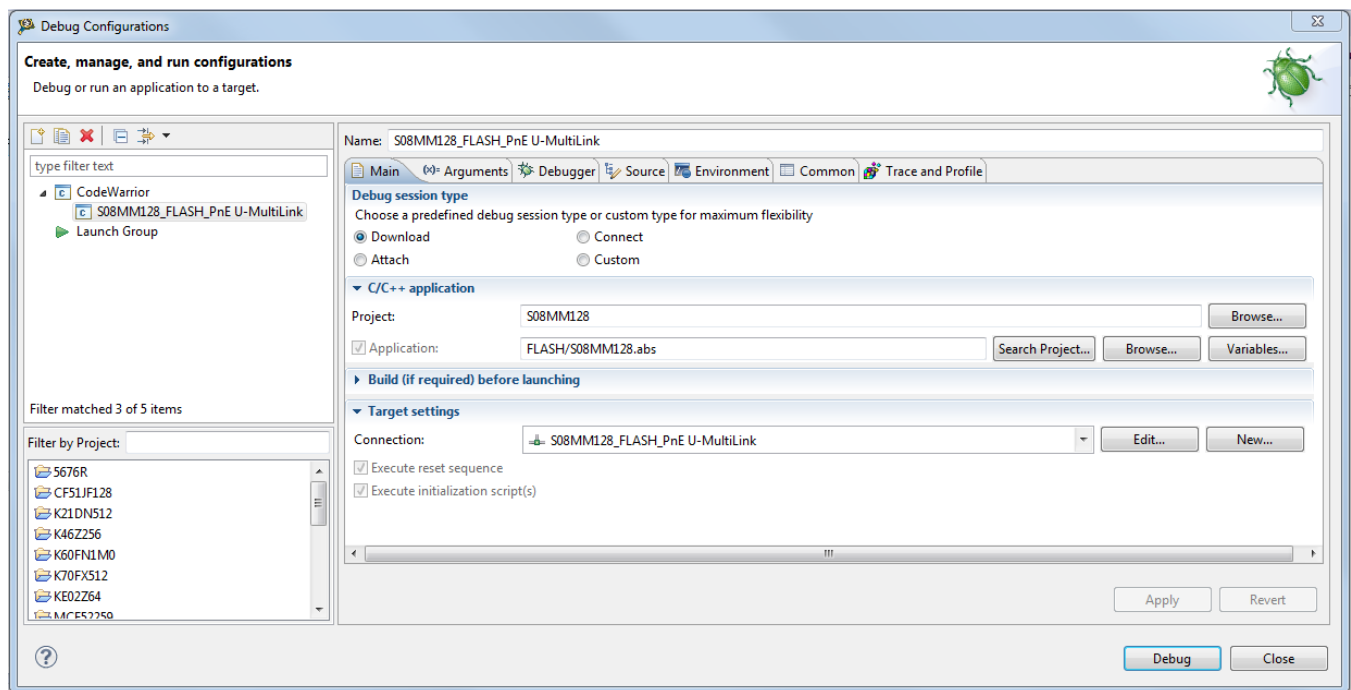 Debug Configurations
Create, manage, and run configurations
Debug or run an application to a target.
type filter text
CodeWarrior
S08MM128_FLASH_PnE U-MultiLink
Launch Group
Filter matched 3 of 5 items
Filter by Project:
5676R
CF51JF128
K21DN512
K46Z256
K60FN1M0
K70FX512
KE02Z64
MCF52259
Name: S08MM128_FLASH_PnE U-MultiLink
Main (x)= Arguments Debugger Source Environment Common Trace and Profile
Debug session type
Choose a predefined debug session type or custom type for maximum flexibility
Download Connect
Attach Custom
C/C++ application
Project: S08MM128 Browse...
Application: FLASH/S08MM128.abs Search Project... Browse... Variables...
Build (if required) before launching
Target settings
Connection: S08MM128_FLASH_PnE U-MultiLink Edit... New...
Execute reset sequence
Execute initialization script(s)
Apply Revert
Debug Close